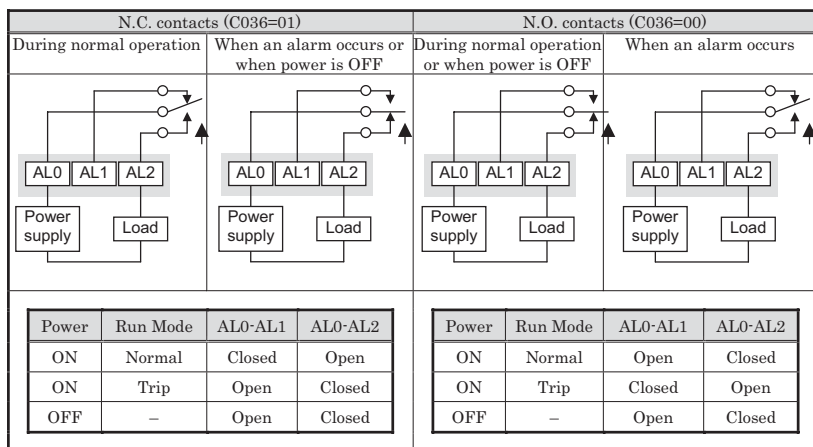 N.C. contacts (C036=01) N.O. contacts (C036=00)
During normal operation When an alarm occurs or During normal operation When an alarm occurs
when power is OFF or when power is OFF
AL0 AL1 AL2 AL0 AL1 AL2 AL0 AL1 AL2 AL0 AL1 AL2
Power Power Power Power
supply Load supply Load supply Load supply Load
Power Run Mode AL0-AL1 AL0-AL2 Power Run Mode AL0-AL1 AL0-AL2
ON Normal Closed Open ON Normal Open Closed
ON Trip Open Closed ON Trip Closed Open
OFF – Open Closed OFF – Open Closed